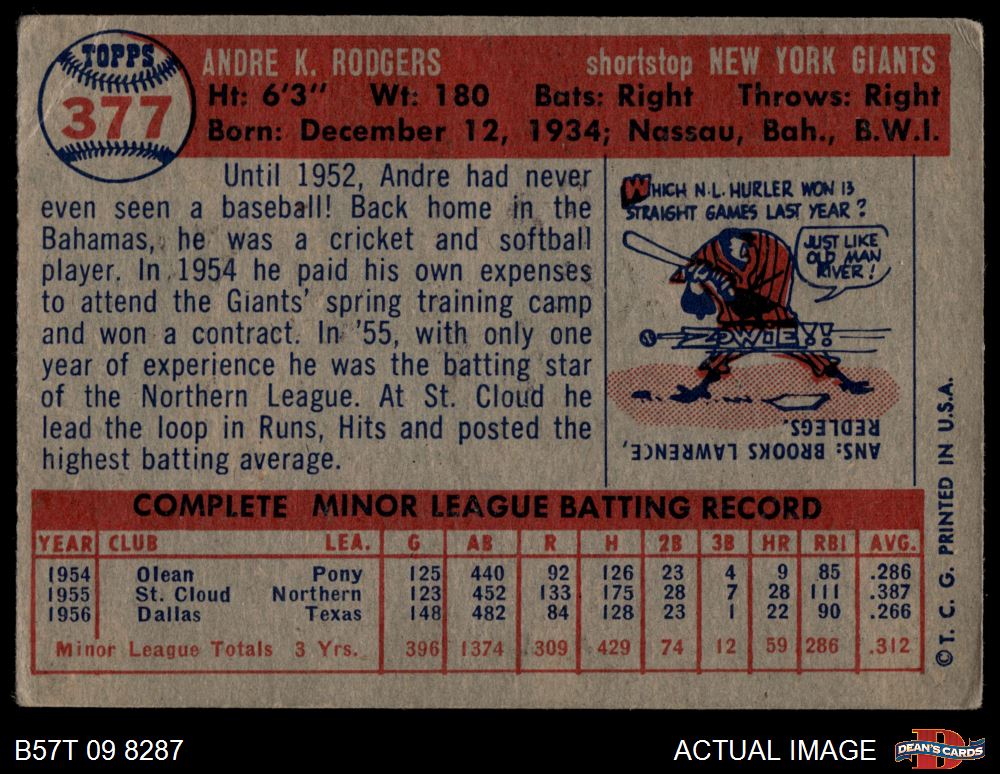 TOPPS
377
ANDRE K. RODGERS shortstop NEW YORK GIANTS
Ht: 6'3" Wt: 180 Bats: Right Throws: Right
Born: December 12, 1934; Nassau, Bah., B.W.I.
Until 1952, Andre had never
even seen a baseball! Back home in the
Bahamas, he was a cricket and softball
player. In 1954 he paid his own expenses
to attend the Giants' spring training camp
and won a contract. In '55, with only one
year of experience he was the batting star
of the Northern League. At St. Cloud he
lead the loop in Runs, Hits and posted the
highest batting average.
WHICH N.L. HURLER WON 13
STRAIGHT GAMES LAST YEAR?
JUST LIKE
OLD MAN
RIVER!
ZOWIE!!
ANS: BROOKS LAWRENCE,
REDLEGS.
COMPLETE MINOR LEAGUE BATTING RECORD
YEAR CLUB LEA. G AB R H 2B 3B HR RBI AVG.
1954 Olean Pony 125 440 92 126 23 4 9 85 .286
1955 St. Cloud Northern 123 452 133 175 28 7 28 111 .387
1956 Dallas Texas 148 482 84 128 23 1 22 90 .266
Minor League Totals 3 Yrs. 396 1374 309 429 74 12 59 286 .312
© T. C. G. PRINTED IN U.S.A.
B57T 09 8287
ACTUAL IMAGE
D
DEAN'S CARDS